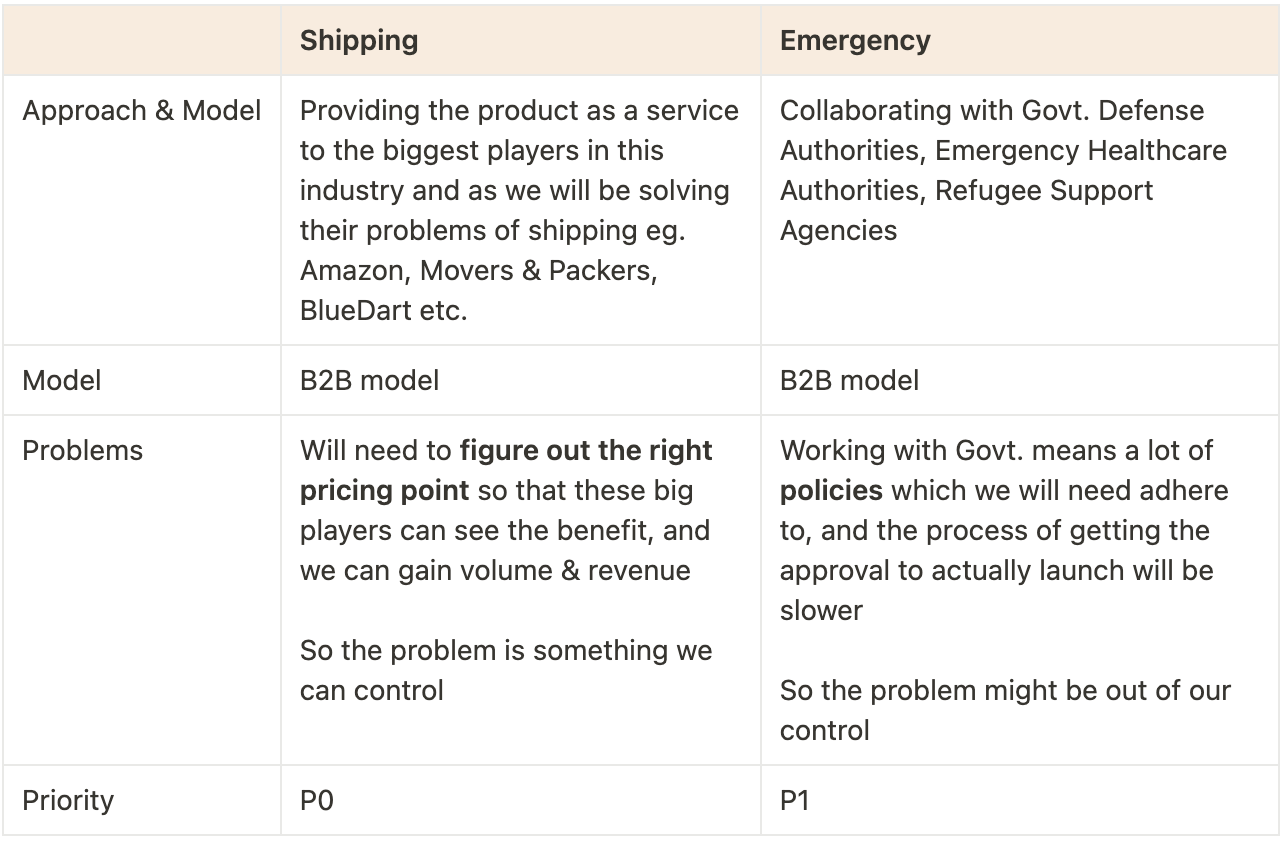 Shipping
Emergency
Approach & Model
Providing the product as a service
to the biggest players in this
industry and as we will be solving
their problems of shipping eg.
Amazon, Movers & Packers,
BlueDart etc.
Collaborating with Govt. Defense
Authorities, Emergency Healthcare
Authorities, Refugee Support
Agencies
Model
B2B model
B2B model
Problems
Will need to figure out the right
pricing point so that these big
players can see the benefit, and
we can gain volume & revenue
So the problem is something we
can control
Working with Govt. means a lot of
policies which we will need adhere
to, and the process of getting the
approval to actually launch will be
slower
So the problem might be out of our
control
Priority
P0
P1